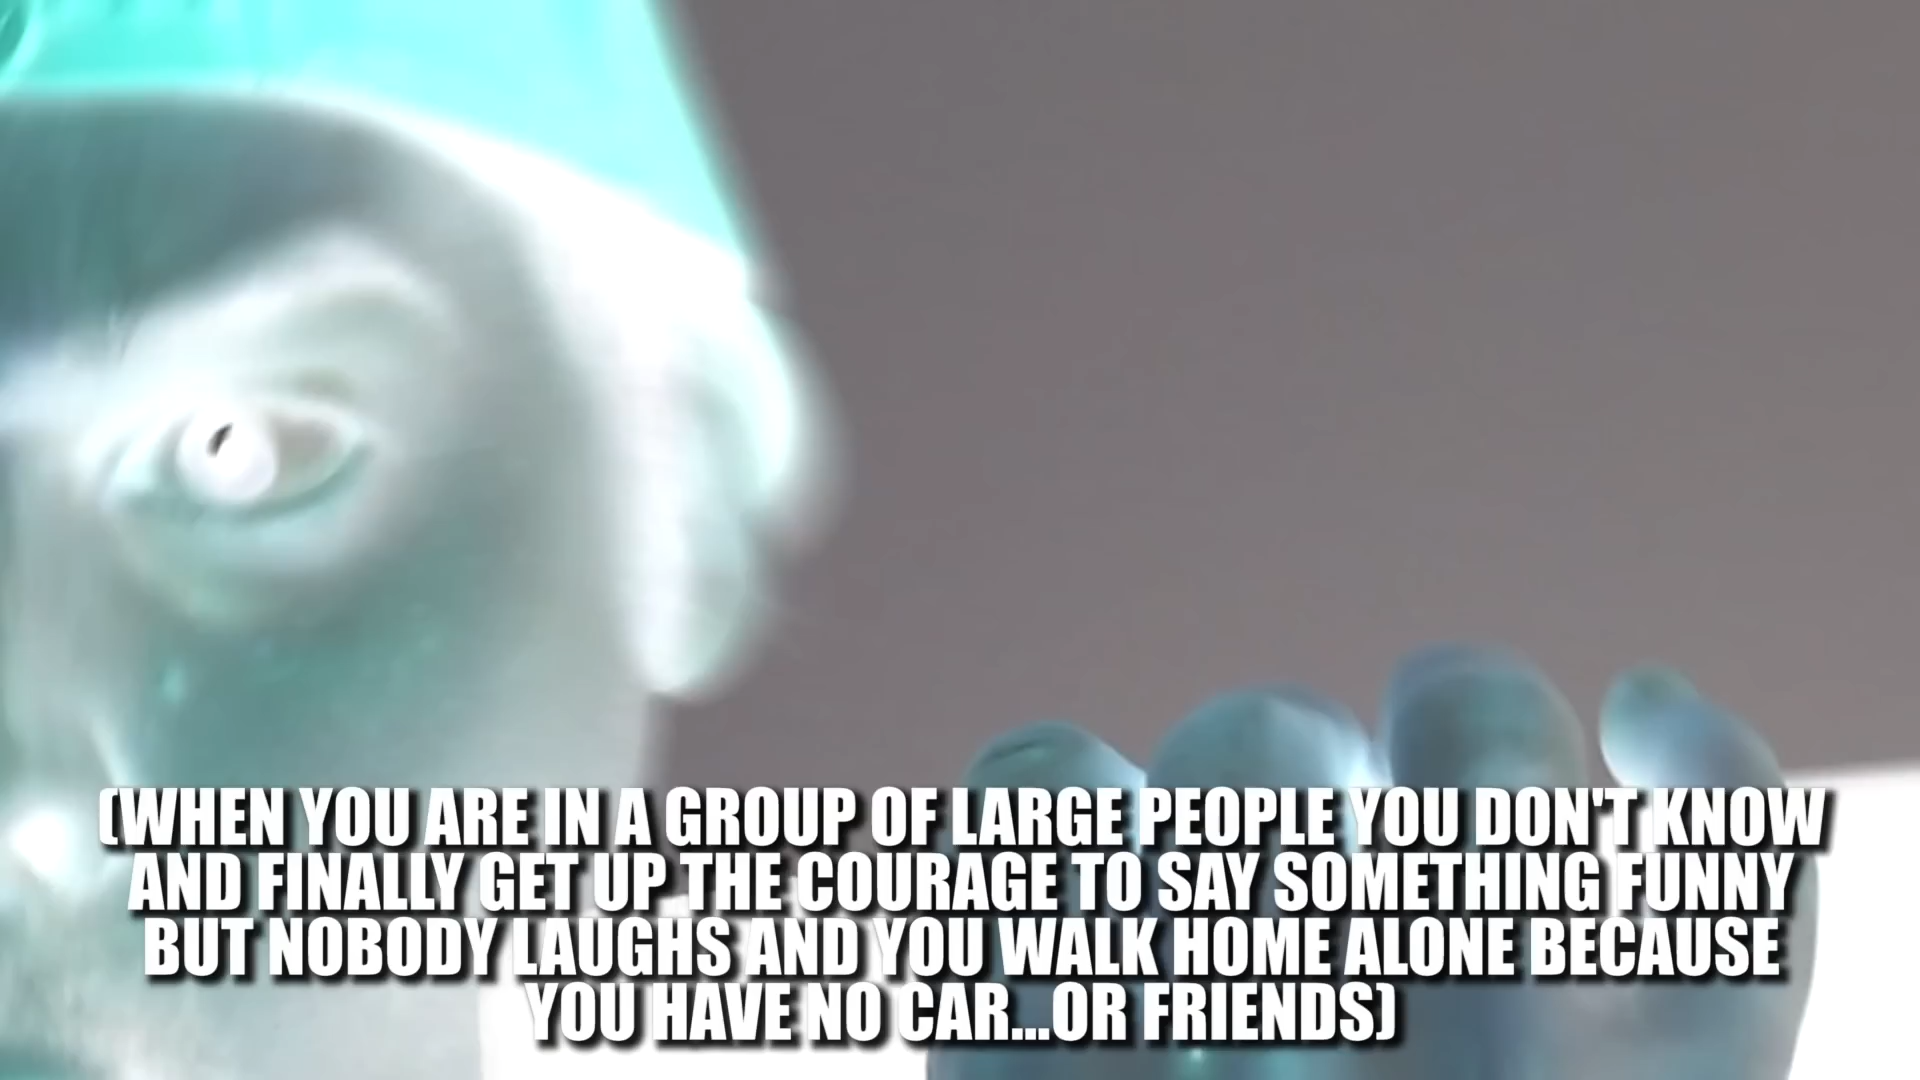 (WHEN YOU ARE IN A GROUP OF LARGE PEOPLE YOU DON'T KNOW
AND FINALLY GET UP THE COURAGE TO SAY SOMETHING FUNNY
BUT NOBODY LAUGHS AND YOU WALK HOME ALONE BECAUSE
YOU HAVE NO CAR...OR FRIENDS)